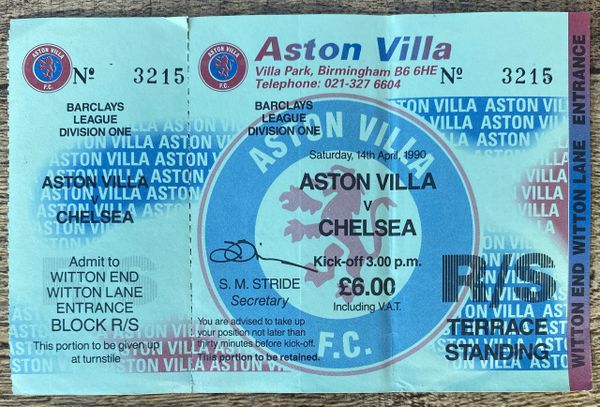 ASTON VILLA
F.C.
Nº 3215
BARCLAYS
LEAGUE
DIVISION ONE
ASTON VILLA
V
CHELSEA
Admit to
WITTON END
WITTON LANE
ENTRANCE
BLOCK R/S
This portion to be given up
at turnstile
ASTON VILLA
F.C.
Aston Villa
Villa Park, Birmingham B6 6HE
Telephone: 021-327 6604
Nº 3215
BARCLAYS
LEAGUE
DIVISION ONE
ASTON VILLA
F.C.
Saturday, 14th April, 1990
ASTON VILLA
v
CHELSEA
Kick-off 3.00 p.m.
£6.00
Including V.A.T.
S. M. STRIDE
Secretary
You are advised to take up
your position not later than
thirty minutes before kick-off.
This portion to be retained.
R/S
TERRACE
STANDING
WITTON END WITTON LANE ENTRANCE